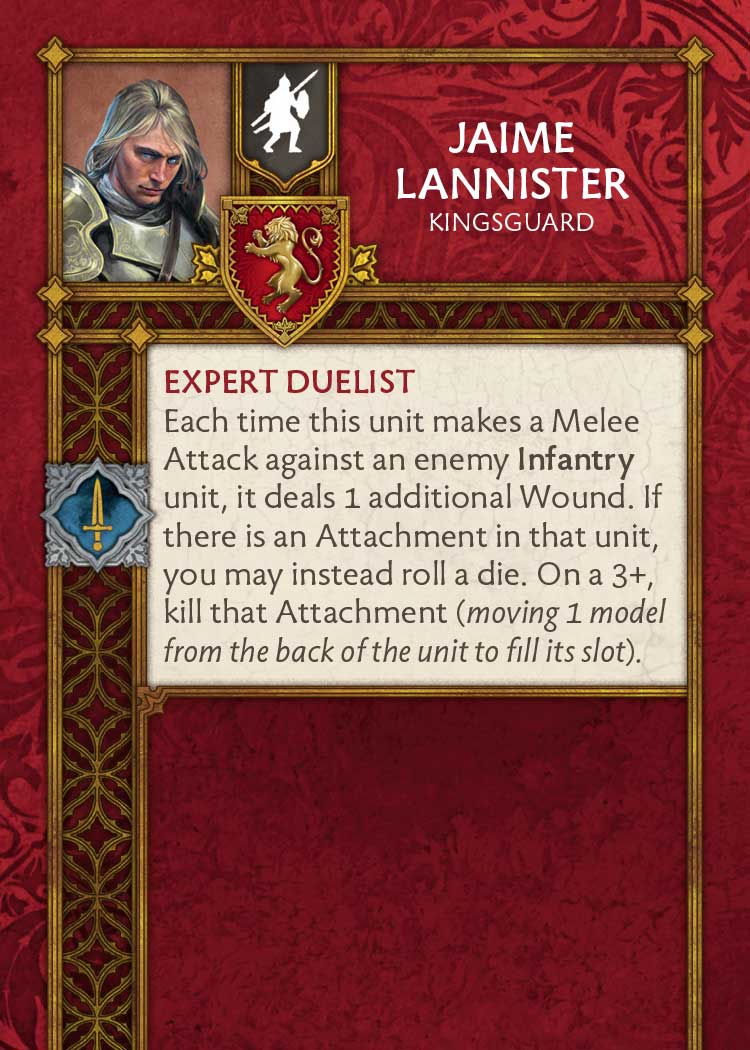 JAIME
LANNISTER
KINGSGUARD
EXPERT DUELIST
Each time this unit makes a Melee
Attack against an enemy Infantry
unit, it deals 1 additional Wound. If
there is an Attachment in that unit,
you may instead roll a die. On a 3+,
kill that Attachment (moving 1 model
from the back of the unit to fill its slot).